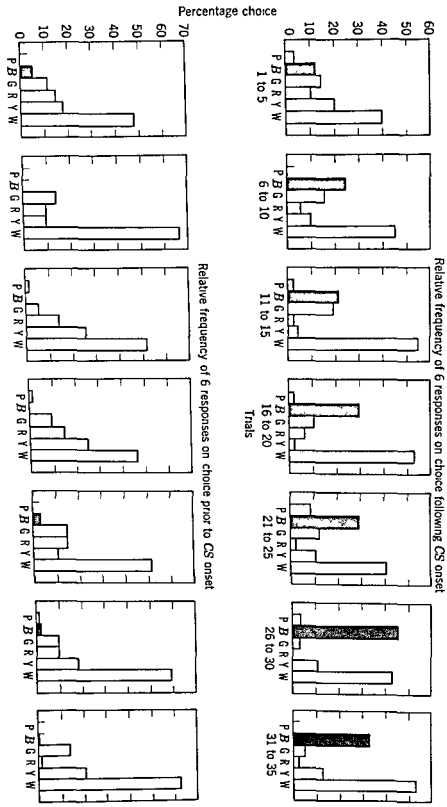 Percentage choice
Relative frequency of 6 responses on choice following CS onset
60
50
40
30
20
10
0
P B G R Y W P B G R Y W P B G R Y W P B G R Y W P B G R Y W P B G R Y W P B G R Y W
1 to 5 6 to 10 11 to 15 16 to 20 21 to 25 26 to 30 31 to 35
Trials
Relative frequency of 6 responses on choice prior to CS onset
70
60
50
40
30
20
10
0
P B G R Y W P B G R Y W P B G R Y W P B G R Y W P B G R Y W P B G R Y W P B G R Y W